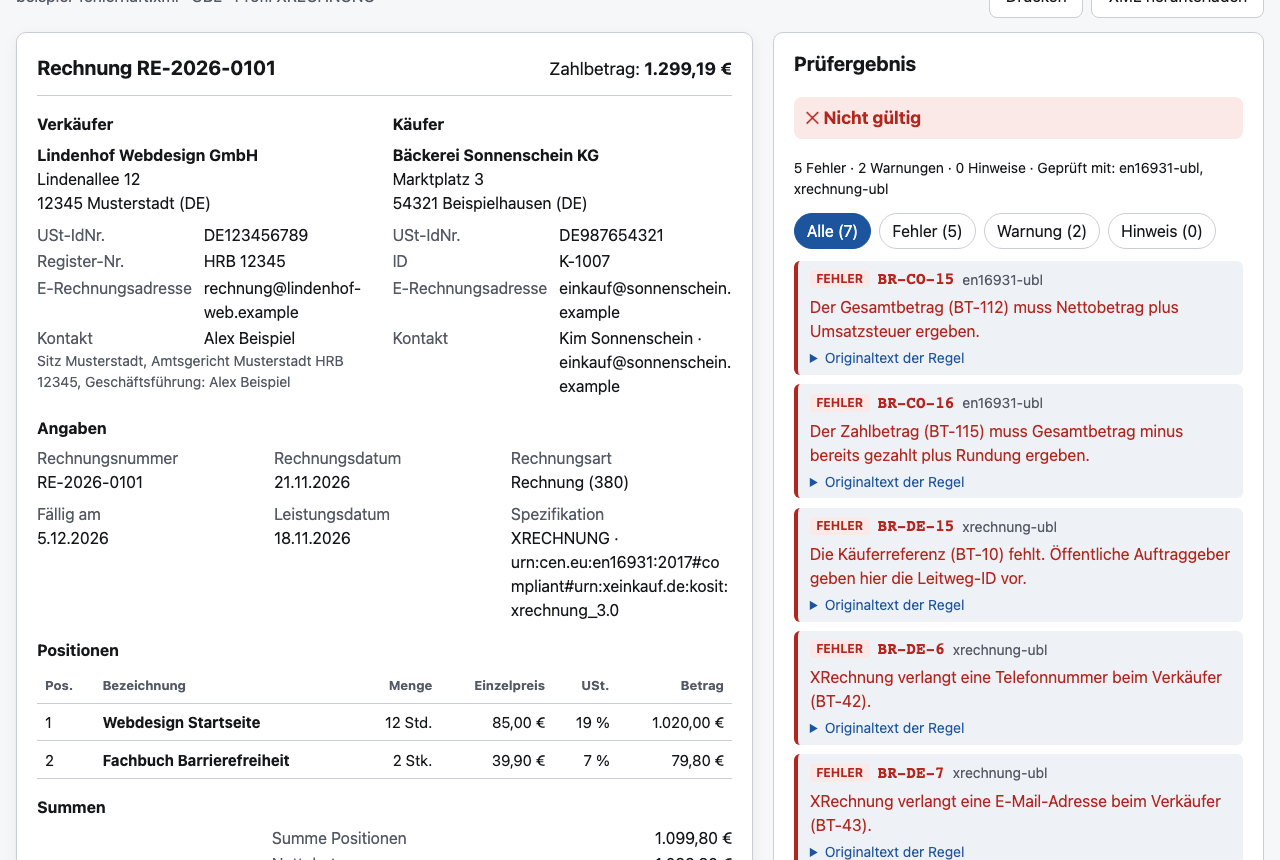 Rechnung RE-2026-0101
Zahlbetrag: 1.299,19 €
Verkäufer
Lindenhof Webdesign GmbH
Lindenallee 12
12345 Musterstadt (DE)
USt-IdNr. DE123456789
Register-Nr. HRB 12345
E-Rechnungsadresse rechnung@lindenhof-
web.example
Kontakt Alex Beispiel
Sitz Musterstadt, Amtsgericht Musterstadt HRB
12345, Geschäftsführung: Alex Beispiel
Käufer
Bäckerei Sonnenschein KG
Marktplatz 3
54321 Beispielhausen (DE)
USt-IdNr. DE987654321
ID K-1007
E-Rechnungsadresse einkauf@sonnenschein.
example
Kontakt Kim Sonnenschein ·
einkauf@sonnenschein.
example
Angaben
Rechnungsnummer Rechnungsdatum Rechnungsart
RE-2026-0101 21.11.2026 Rechnung (380)
Fällig am Leistungsdatum Spezifikation
5.12.2026 18.11.2026 XRECHNUNG ·
urn:cen.eu:en16931:2017#co
mpliant#urn:xeinkauf.de:kosit:
xrechnung_3.0
Positionen
Pos. Bezeichnung Menge Einzelpreis USt. Betrag
1 Webdesign Startseite 12 Std. 85,00 € 19 % 1.020,00 €
2 Fachbuch Barrierefreiheit 2 Stk. 39,90 € 7 % 79,80 €
Summen
Summe Positionen 1.099,80 €
Prüfergebnis
✕ Nicht gültig
5 Fehler · 2 Warnungen · 0 Hinweise · Geprüft mit: en16931-ubl,
xrechnung-ubl
Alle (7) Fehler (5) Warnung (2) Hinweis (0)
FEHLER BR-CO-15 en16931-ubl
Der Gesamtbetrag (BT-112) muss Nettobetrag plus
Umsatzsteuer ergeben.
▶ Originaltext der Regel
FEHLER BR-CO-16 en16931-ubl
Der Zahlbetrag (BT-115) muss Gesamtbetrag minus
bereits gezahlt plus Rundung ergeben.
▶ Originaltext der Regel
FEHLER BR-DE-15 xrechnung-ubl
Die Käuferreferenz (BT-10) fehlt. Öffentliche Auftraggeber
geben hier die Leitweg-ID vor.
▶ Originaltext der Regel
FEHLER BR-DE-6 xrechnung-ubl
XRechnung verlangt eine Telefonnummer beim Verkäufer
(BT-42).
▶ Originaltext der Regel
FEHLER BR-DE-7 xrechnung-ubl
XRechnung verlangt eine E-Mail-Adresse beim Verkäufer
(BT-43).
▶ Originaltext der Regel